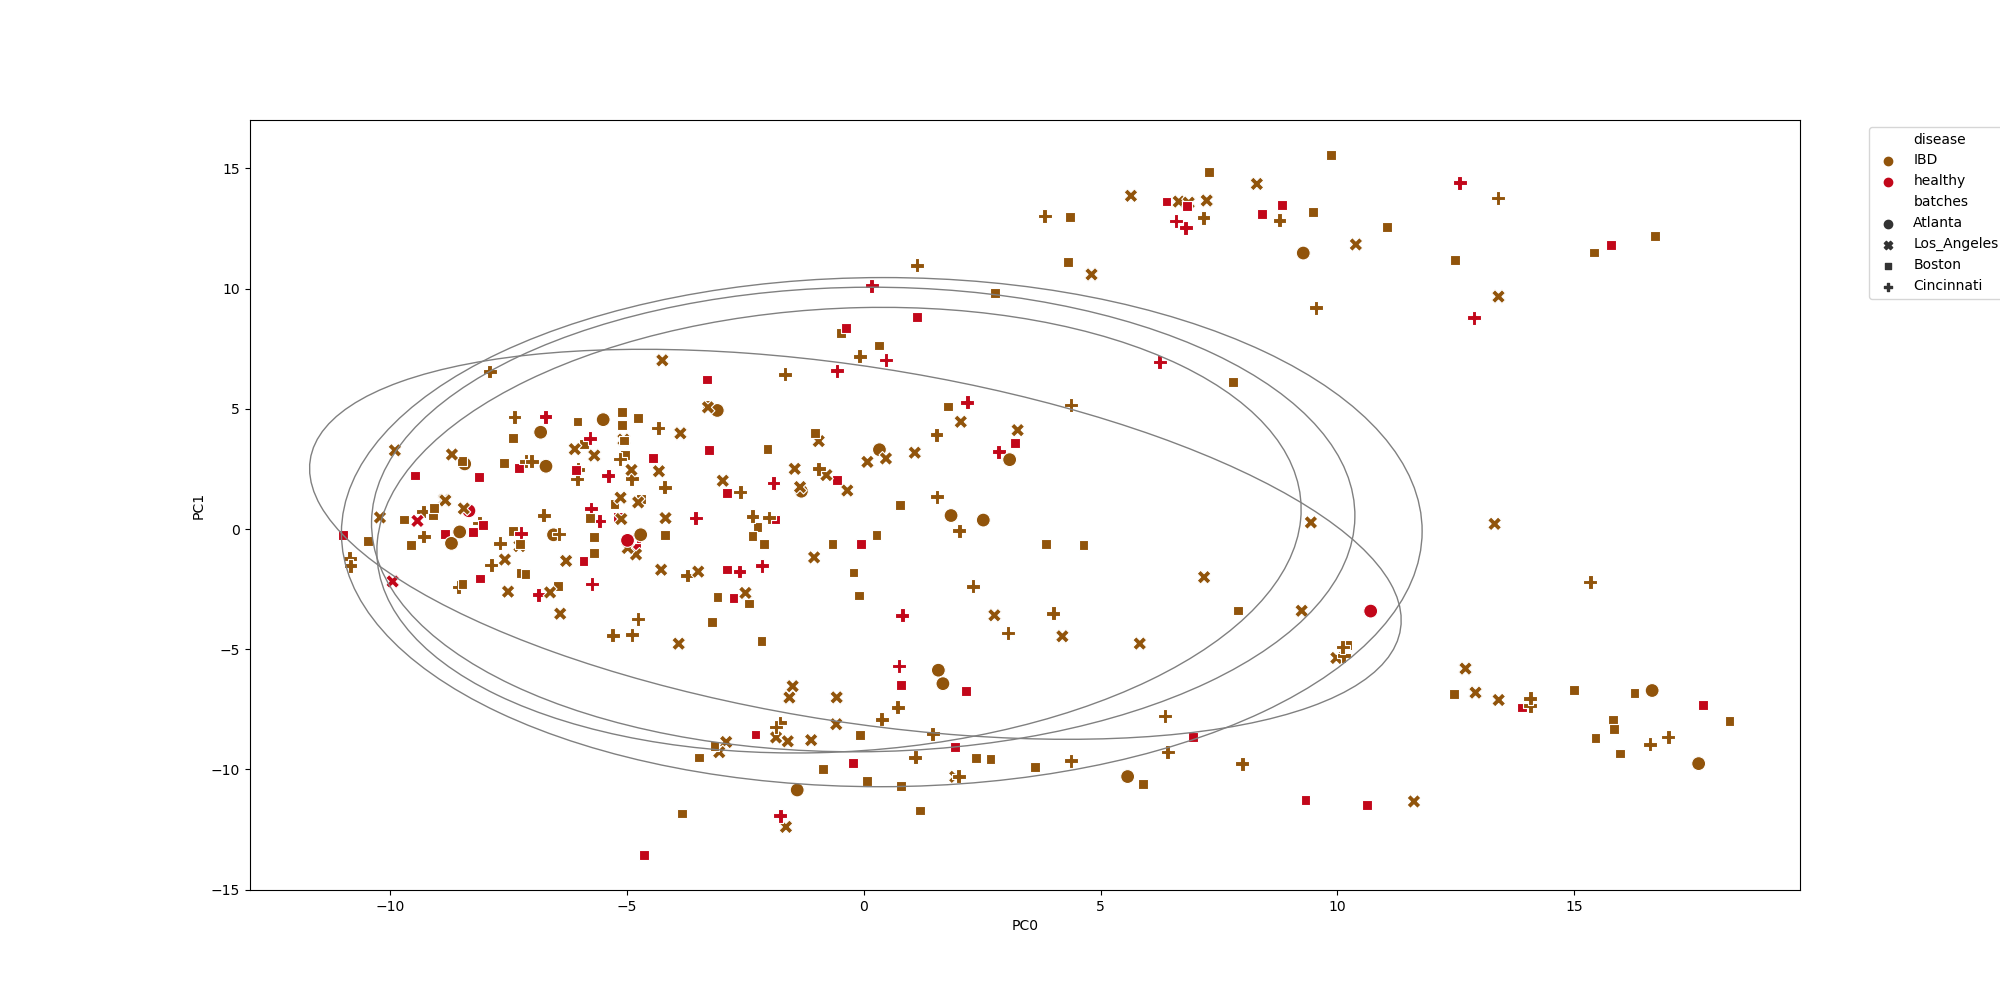 15
10
5
0
−5
−10
−15
PC1
−10
−5
0
5
10
15
PC0
disease
IBD
healthy
batches
Atlanta
Los_Angeles
Boston
Cincinnati